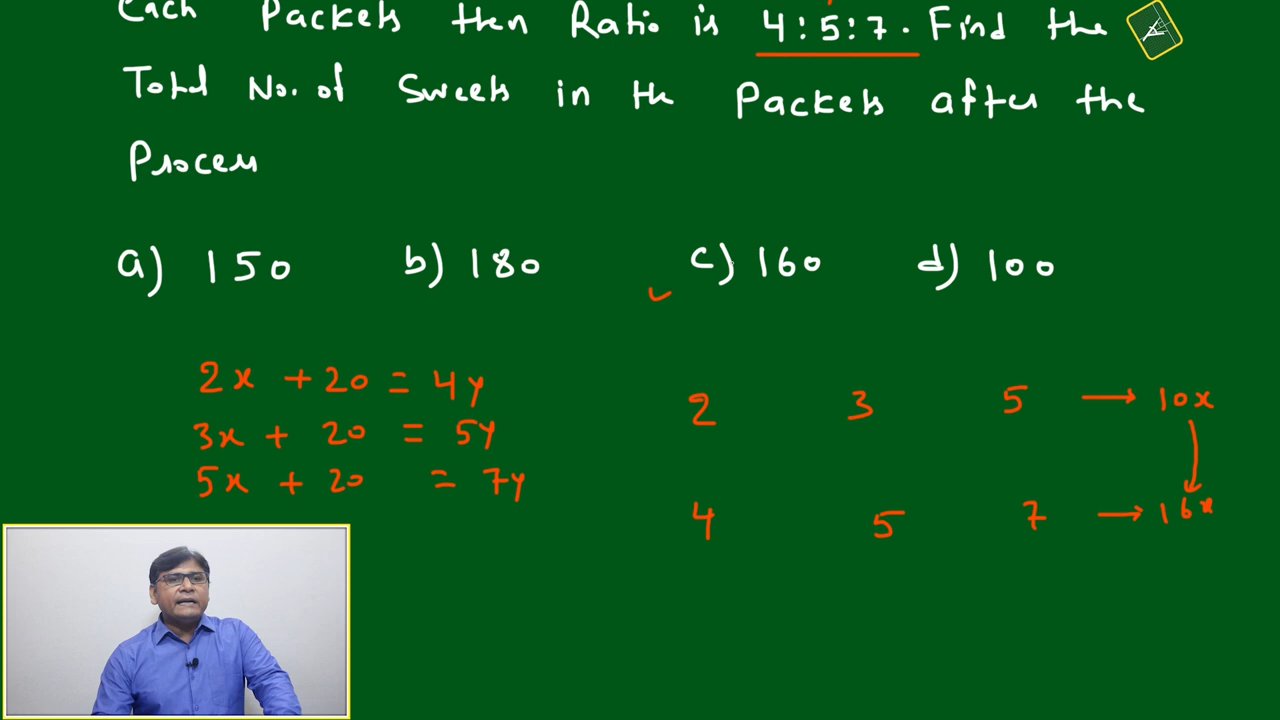 Each Packets then Ratio is 4:5:7. Find the
Total No. of Sweets in the Packets after the
Process
a) 150 b) 180 c) 160 d) 100
2x + 20 = 4y
3x + 20 = 5y
5x + 20 = 7y
2 3 5 → 10x
4 5 7 → 16x